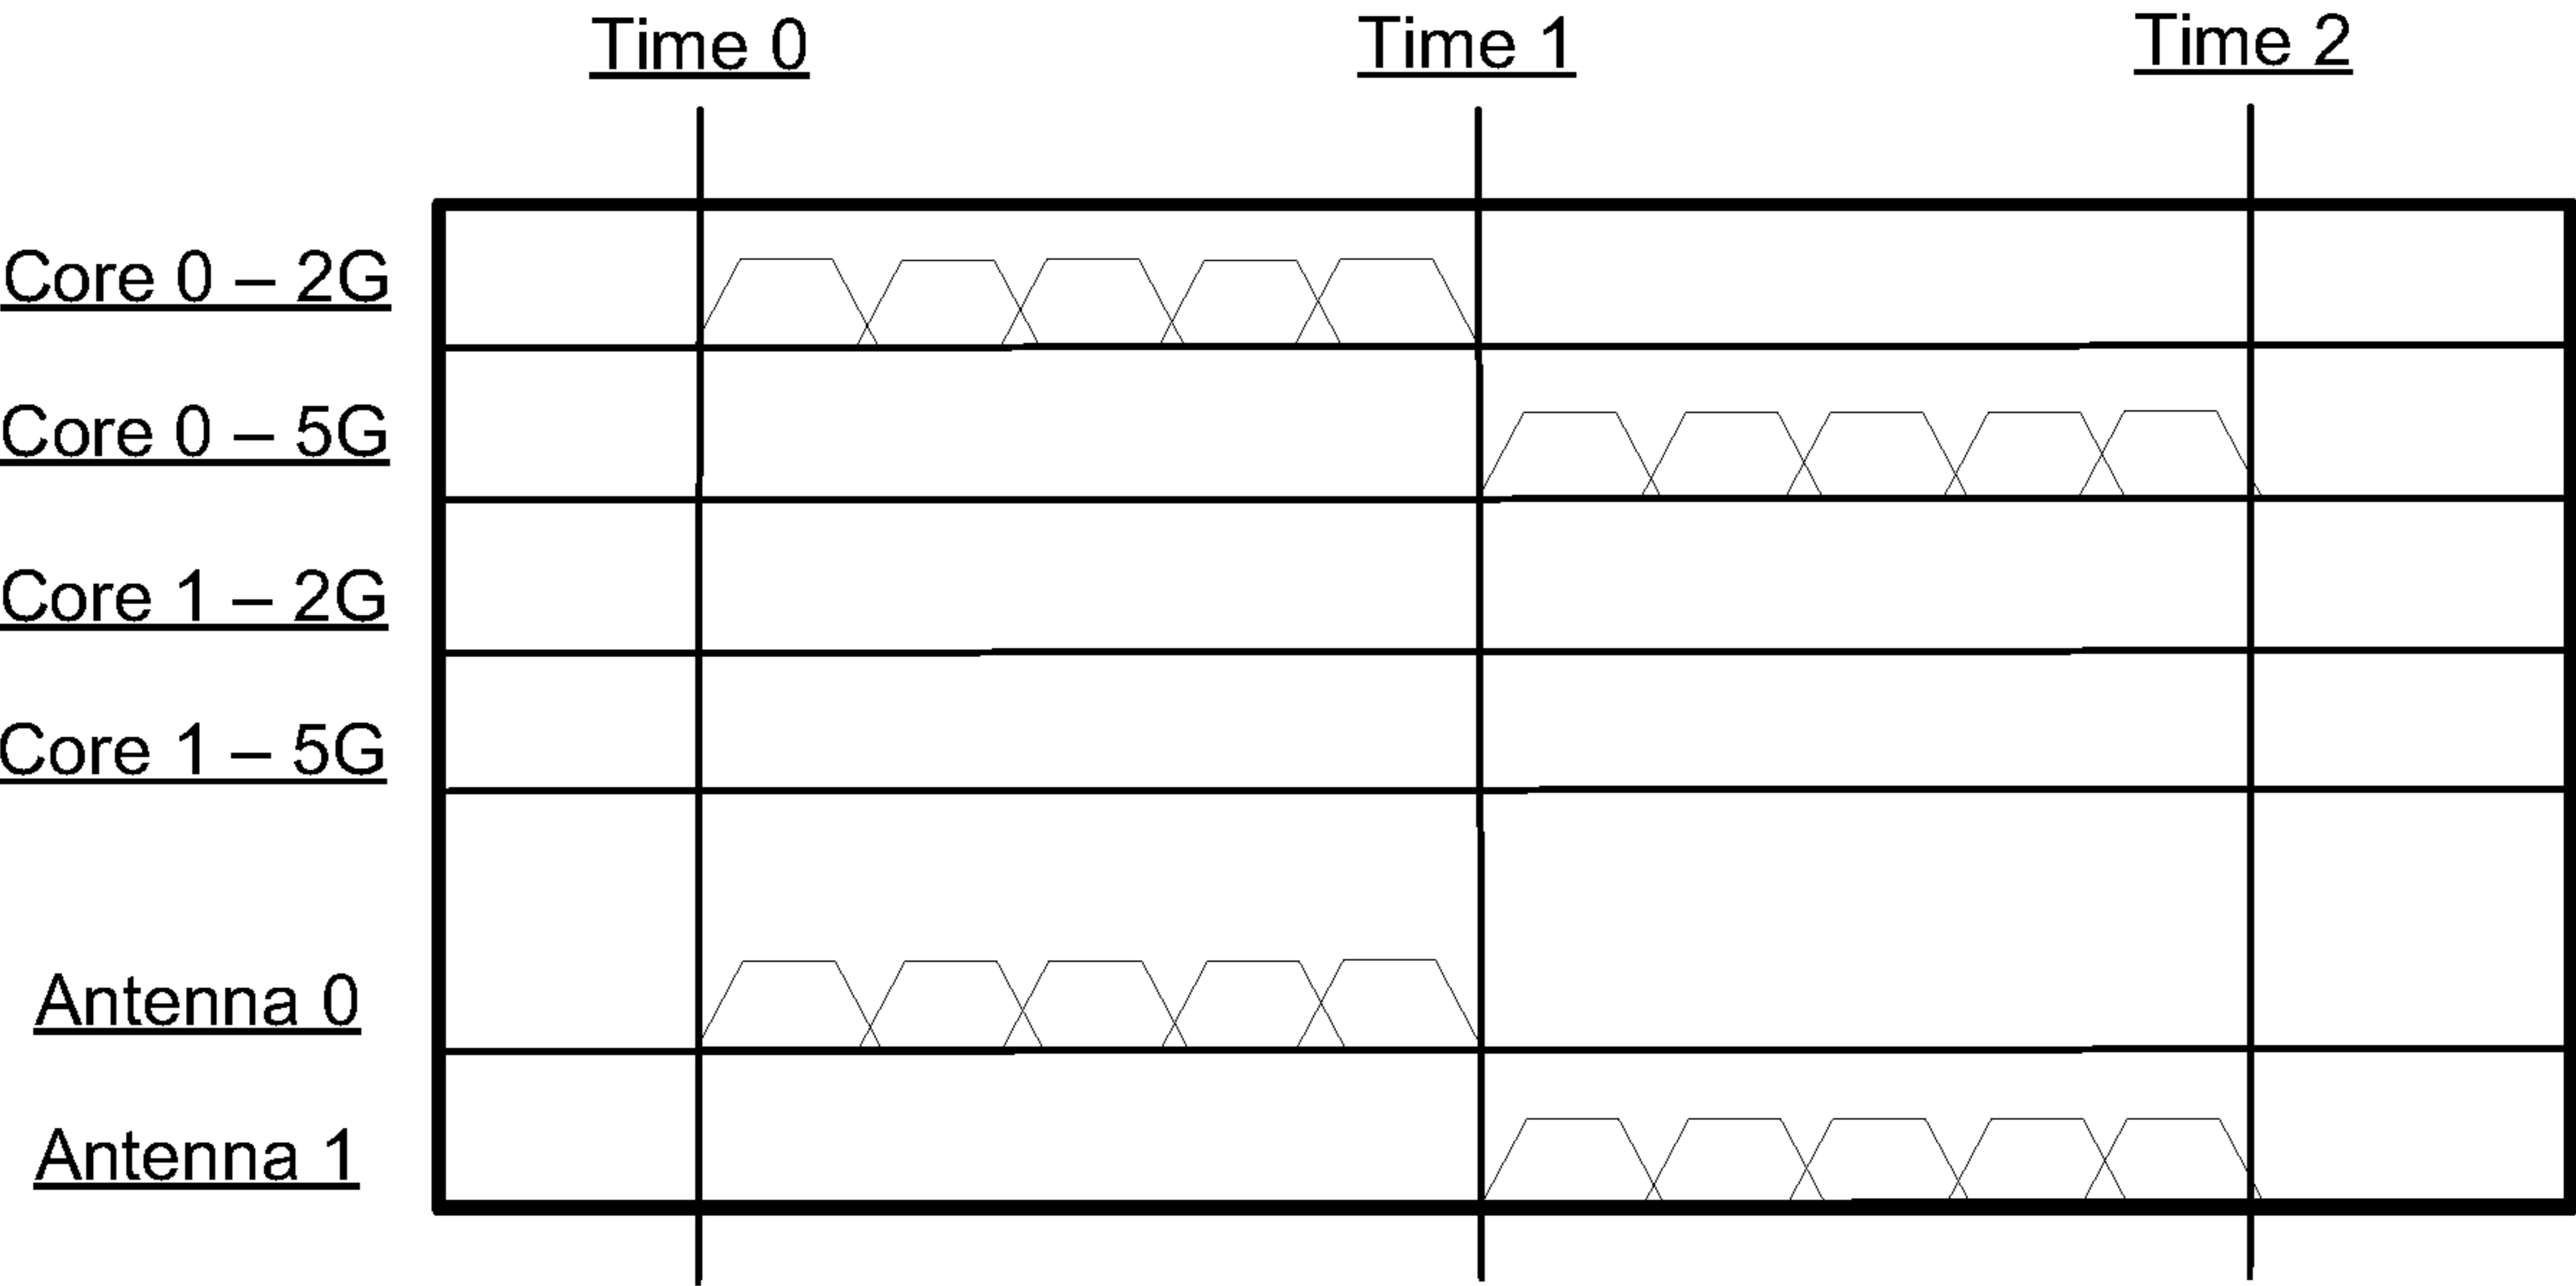 Time 0
Time 1
Time 2
Core 0 – 2G
Core 0 – 5G
Core 1 – 2G
Core 1 – 5G
Antenna 0
Antenna 1